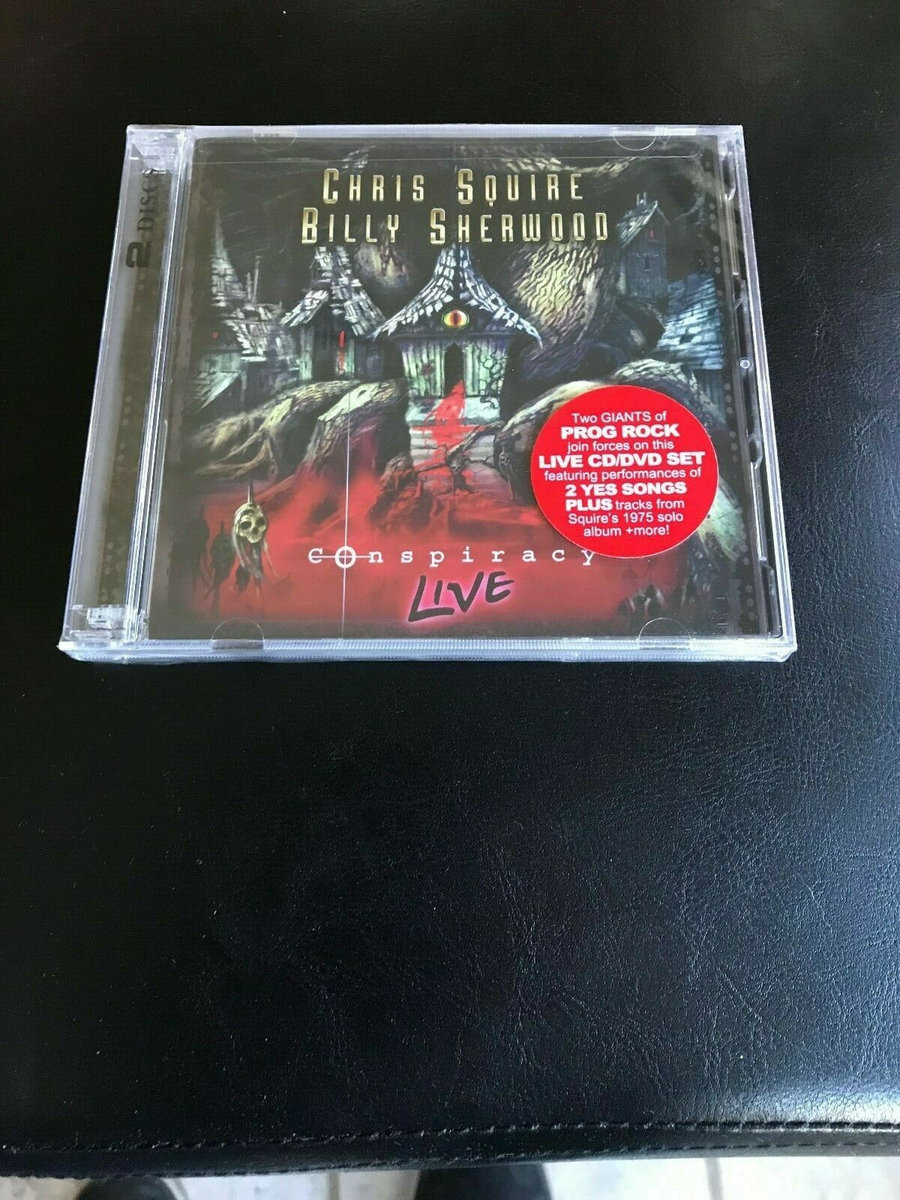 2 DISCS
CHRIS SQUIRE
BILLY SHERWOOD
Two GIANTS of
PROG ROCK
join forces on this
LIVE CD/DVD SET
featuring performances of
2 YES SONGS
PLUS tracks from
Squire's 1975 solo
album +more!
Conspiracy
LIVE